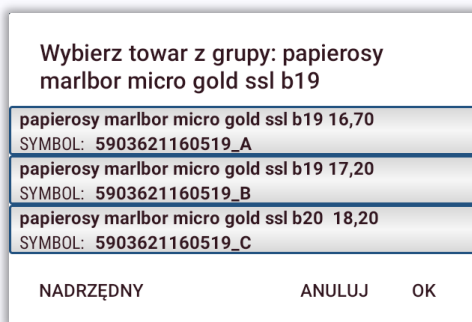 Wybierz towar z grupy: papierosy
marlbor micro gold ssl b19
papierosy marlbor micro gold ssl b19 16,70
SYMBOL: 5903621160519_A
papierosy marlbor micro gold ssl b19 17,20
SYMBOL: 5903621160519_B
papierosy marlbor micro gold ssl b20 18,20
SYMBOL: 5903621160519_C
NADRZĘDNY ANULUJ OK